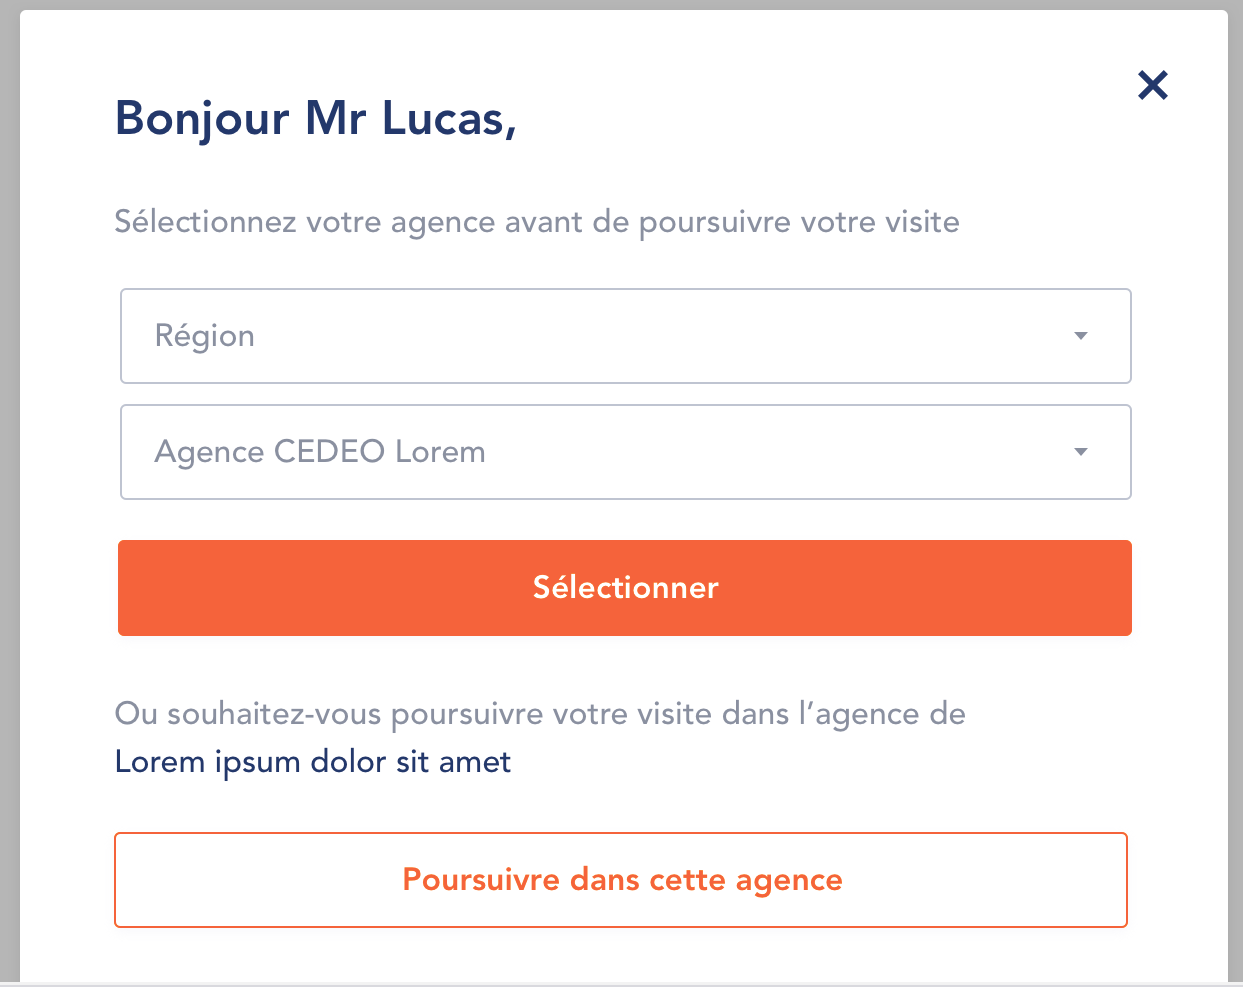 Bonjour Mr Lucas,
Sélectionnez votre agence avant de poursuivre votre visite
Région
Agence CEDEO Lorem
Sélectionner
Ou souhaitez-vous poursuivre votre visite dans l’agence de
Lorem ipsum dolor sit amet
Poursuivre dans cette agence